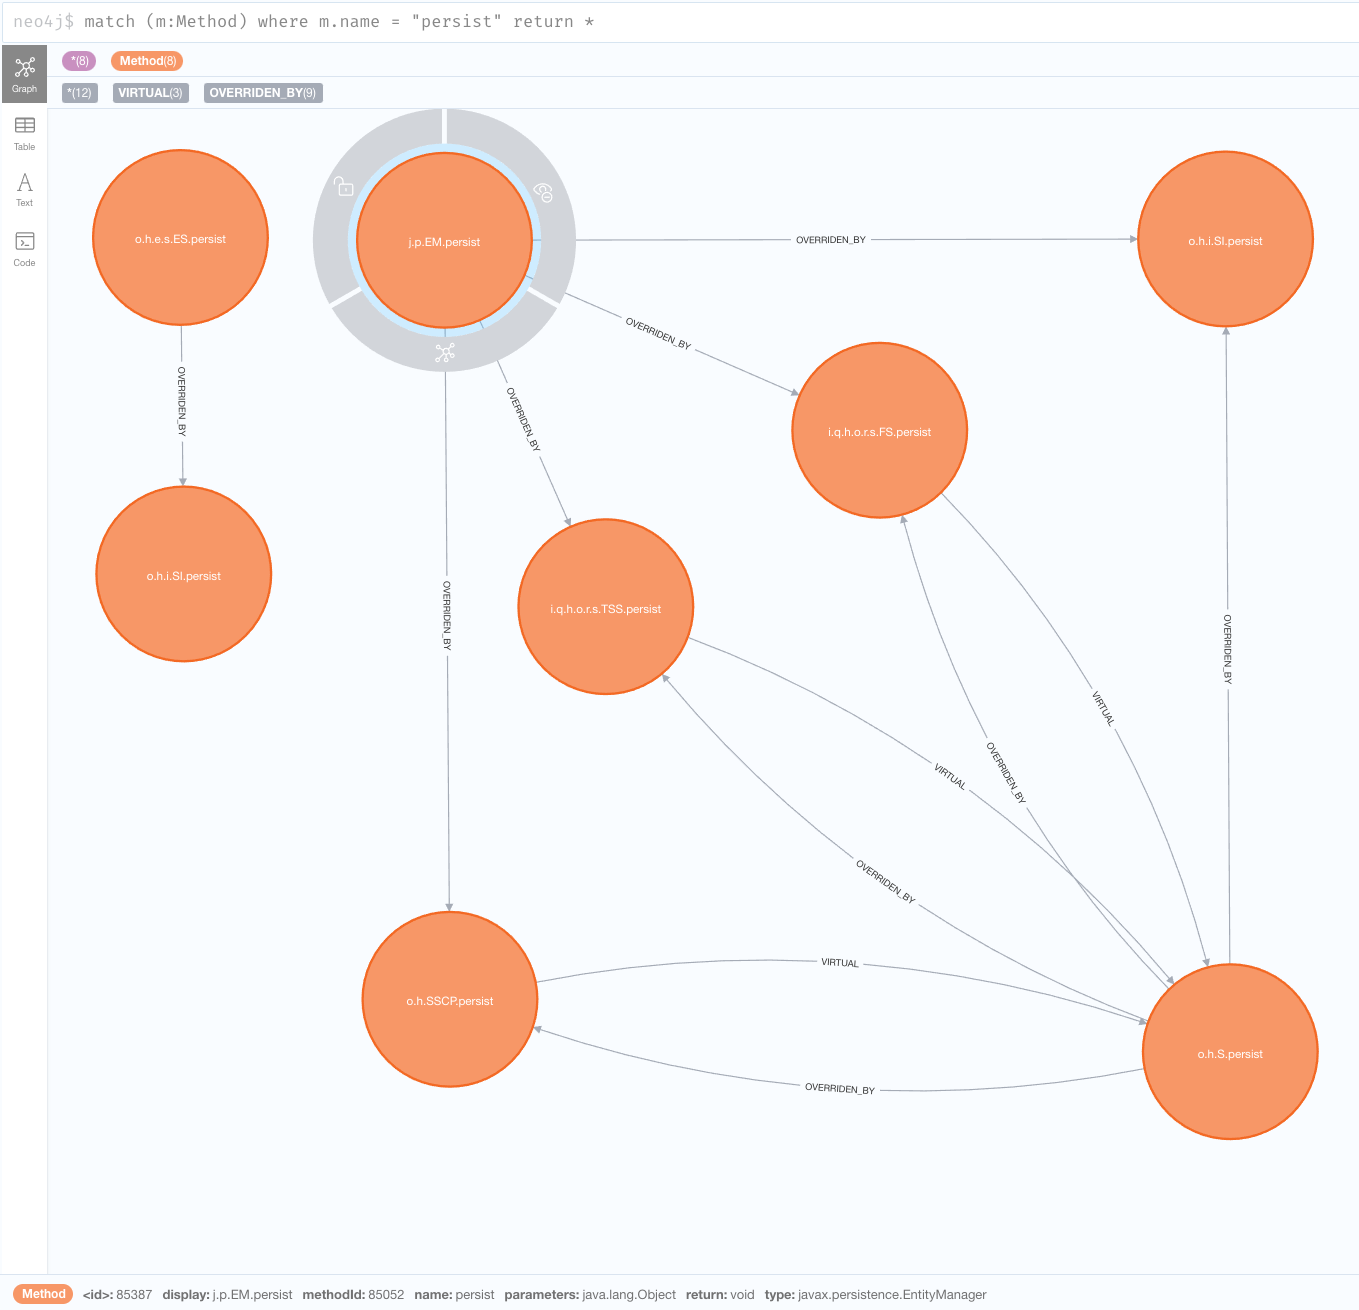 neo4j$ match (m:Method) where m.name = "persist" return *
*(8) Method(8)
Graph
*(12) VIRTUAL(3) OVERRIDEN_BY(9)
Table
Text
Code
o.h.e.s.ES.persist
j.p.EM.persist
OVERRIDEN_BY
o.h.i.SI.persist
OVERRIDEN_BY
OVERRIDEN_BY
OVERRIDEN_BY
i.q.h.o.r.s.FS.persist
o.h.i.SI.persist
OVERRIDEN_BY
i.q.h.o.r.s.TSS.persist
OVERRIDEN_BY
VIRTUAL
VIRTUAL
OVERRIDEN_BY
OVERRIDEN_BY
VIRTUAL
o.h.SSCP.persist
o.h.S.persist
OVERRIDEN_BY
Method <id>: 85387 display: j.p.EM.persist methodId: 85052 name: persist parameters: java.lang.Object return: void type: javax.persistence.EntityManager